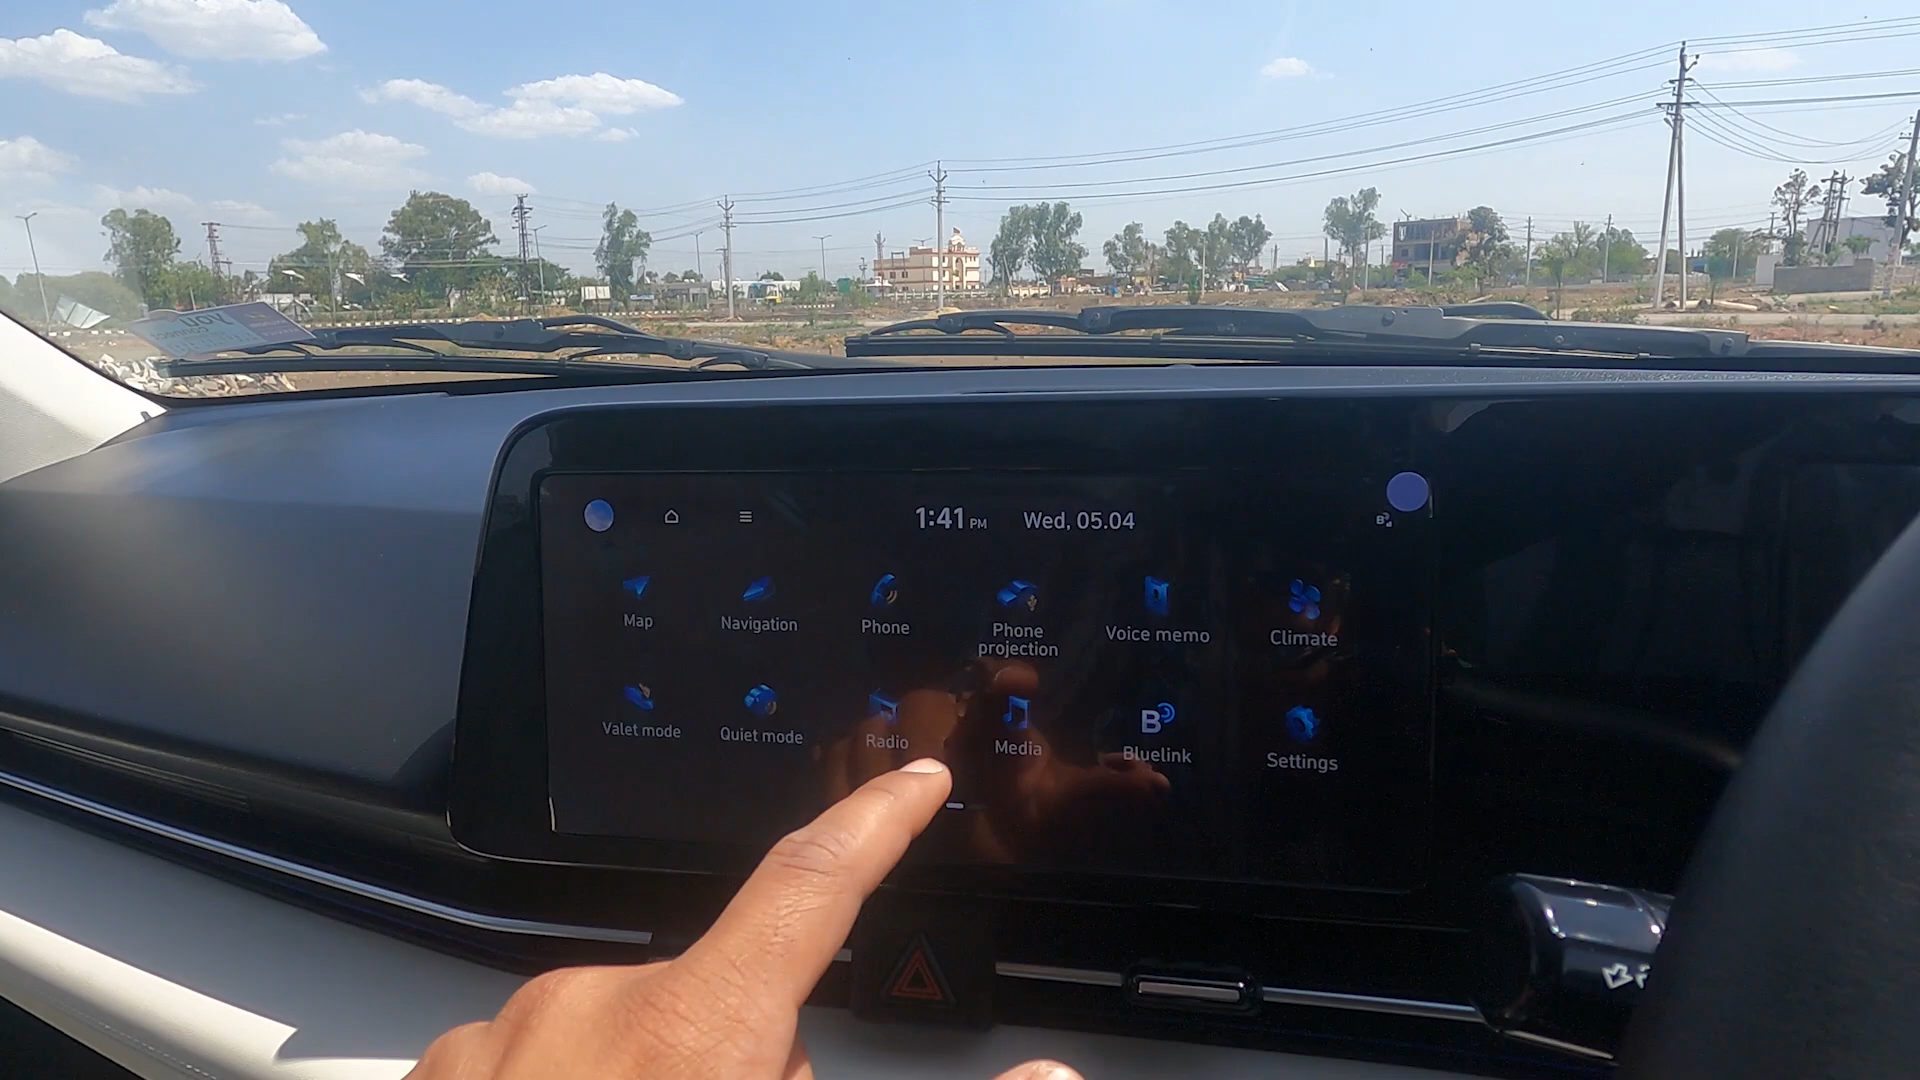 1:41 PM Wed, 05.04
Map Navigation Phone Phone projection Voice memo Climate
Valet mode Quiet mode Radio Media Bluelink Settings